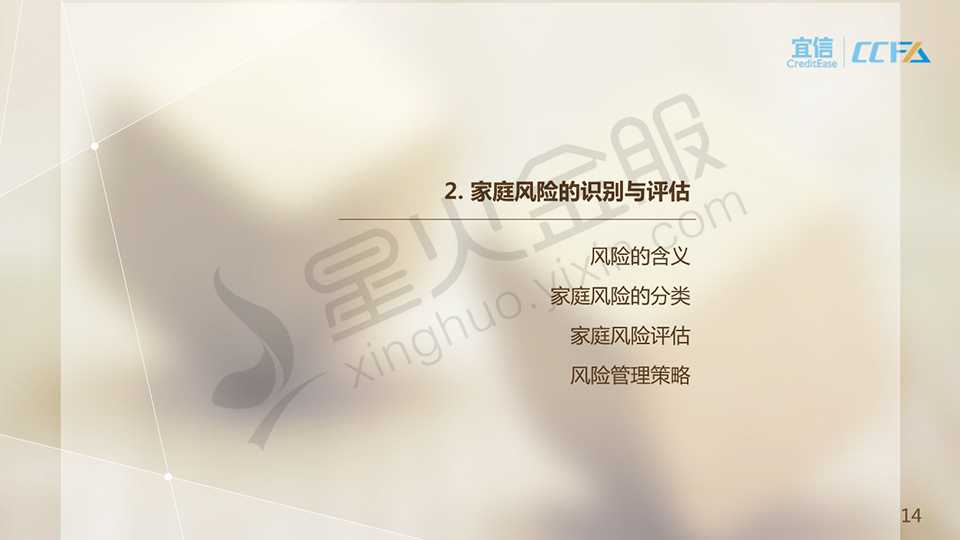 宜信
CreditEase
CCFA
2. 家庭风险的识别与评估
风险的含义
家庭风险的分类
家庭风险评估
风险管理策略
星火金服
xinghuo.yixin.com
14